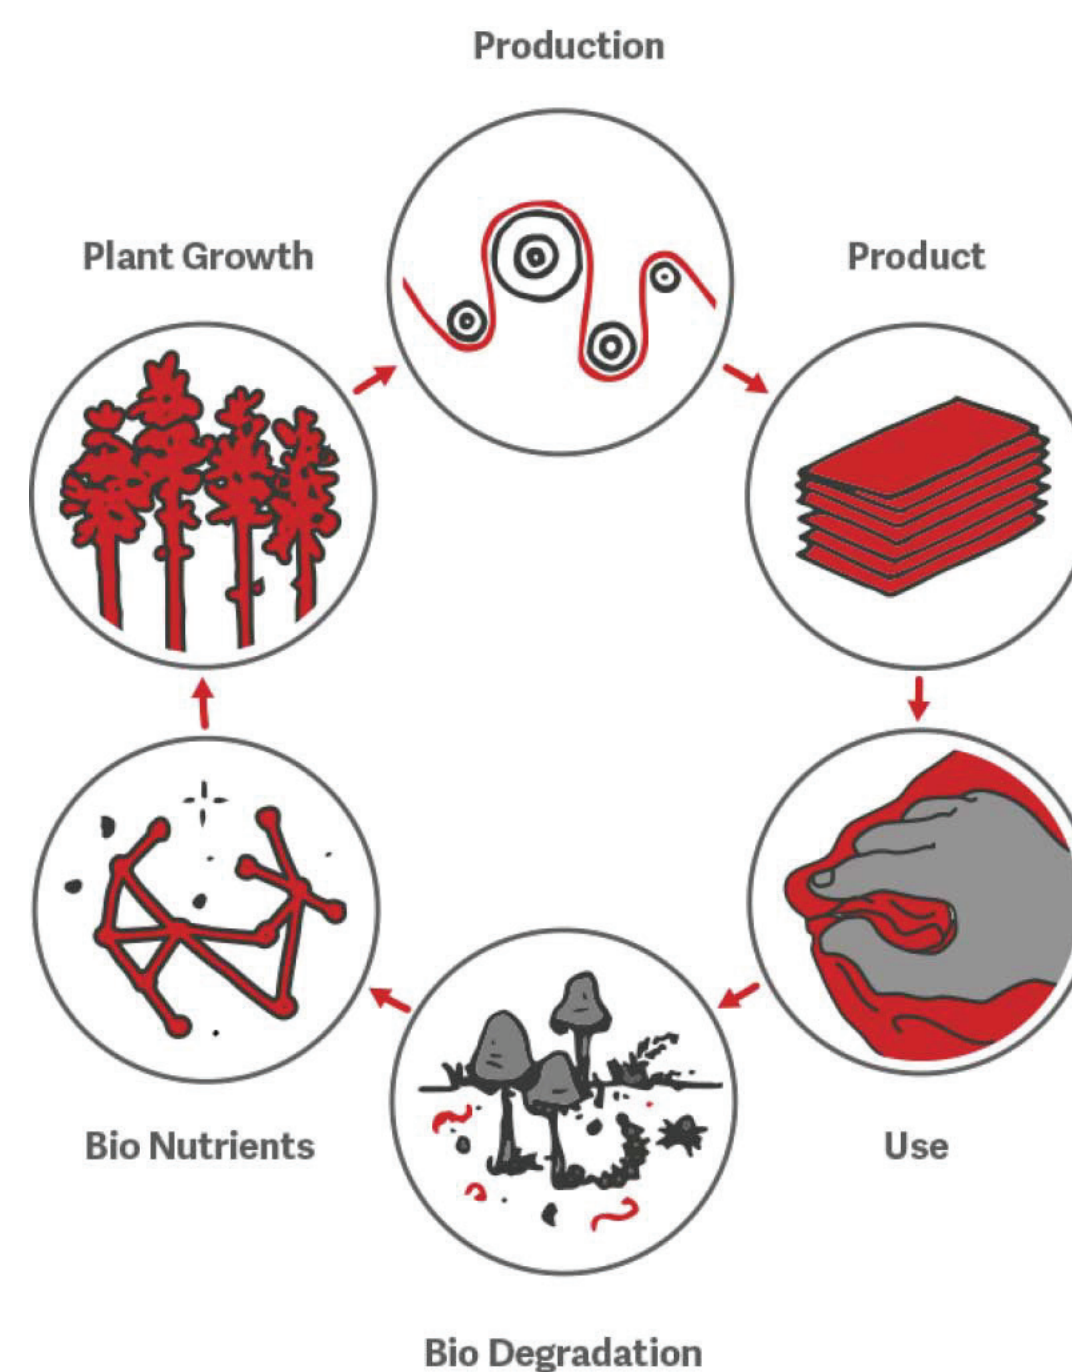 Production
Plant Growth
Product
Bio Nutrients
Use
Bio Degradation